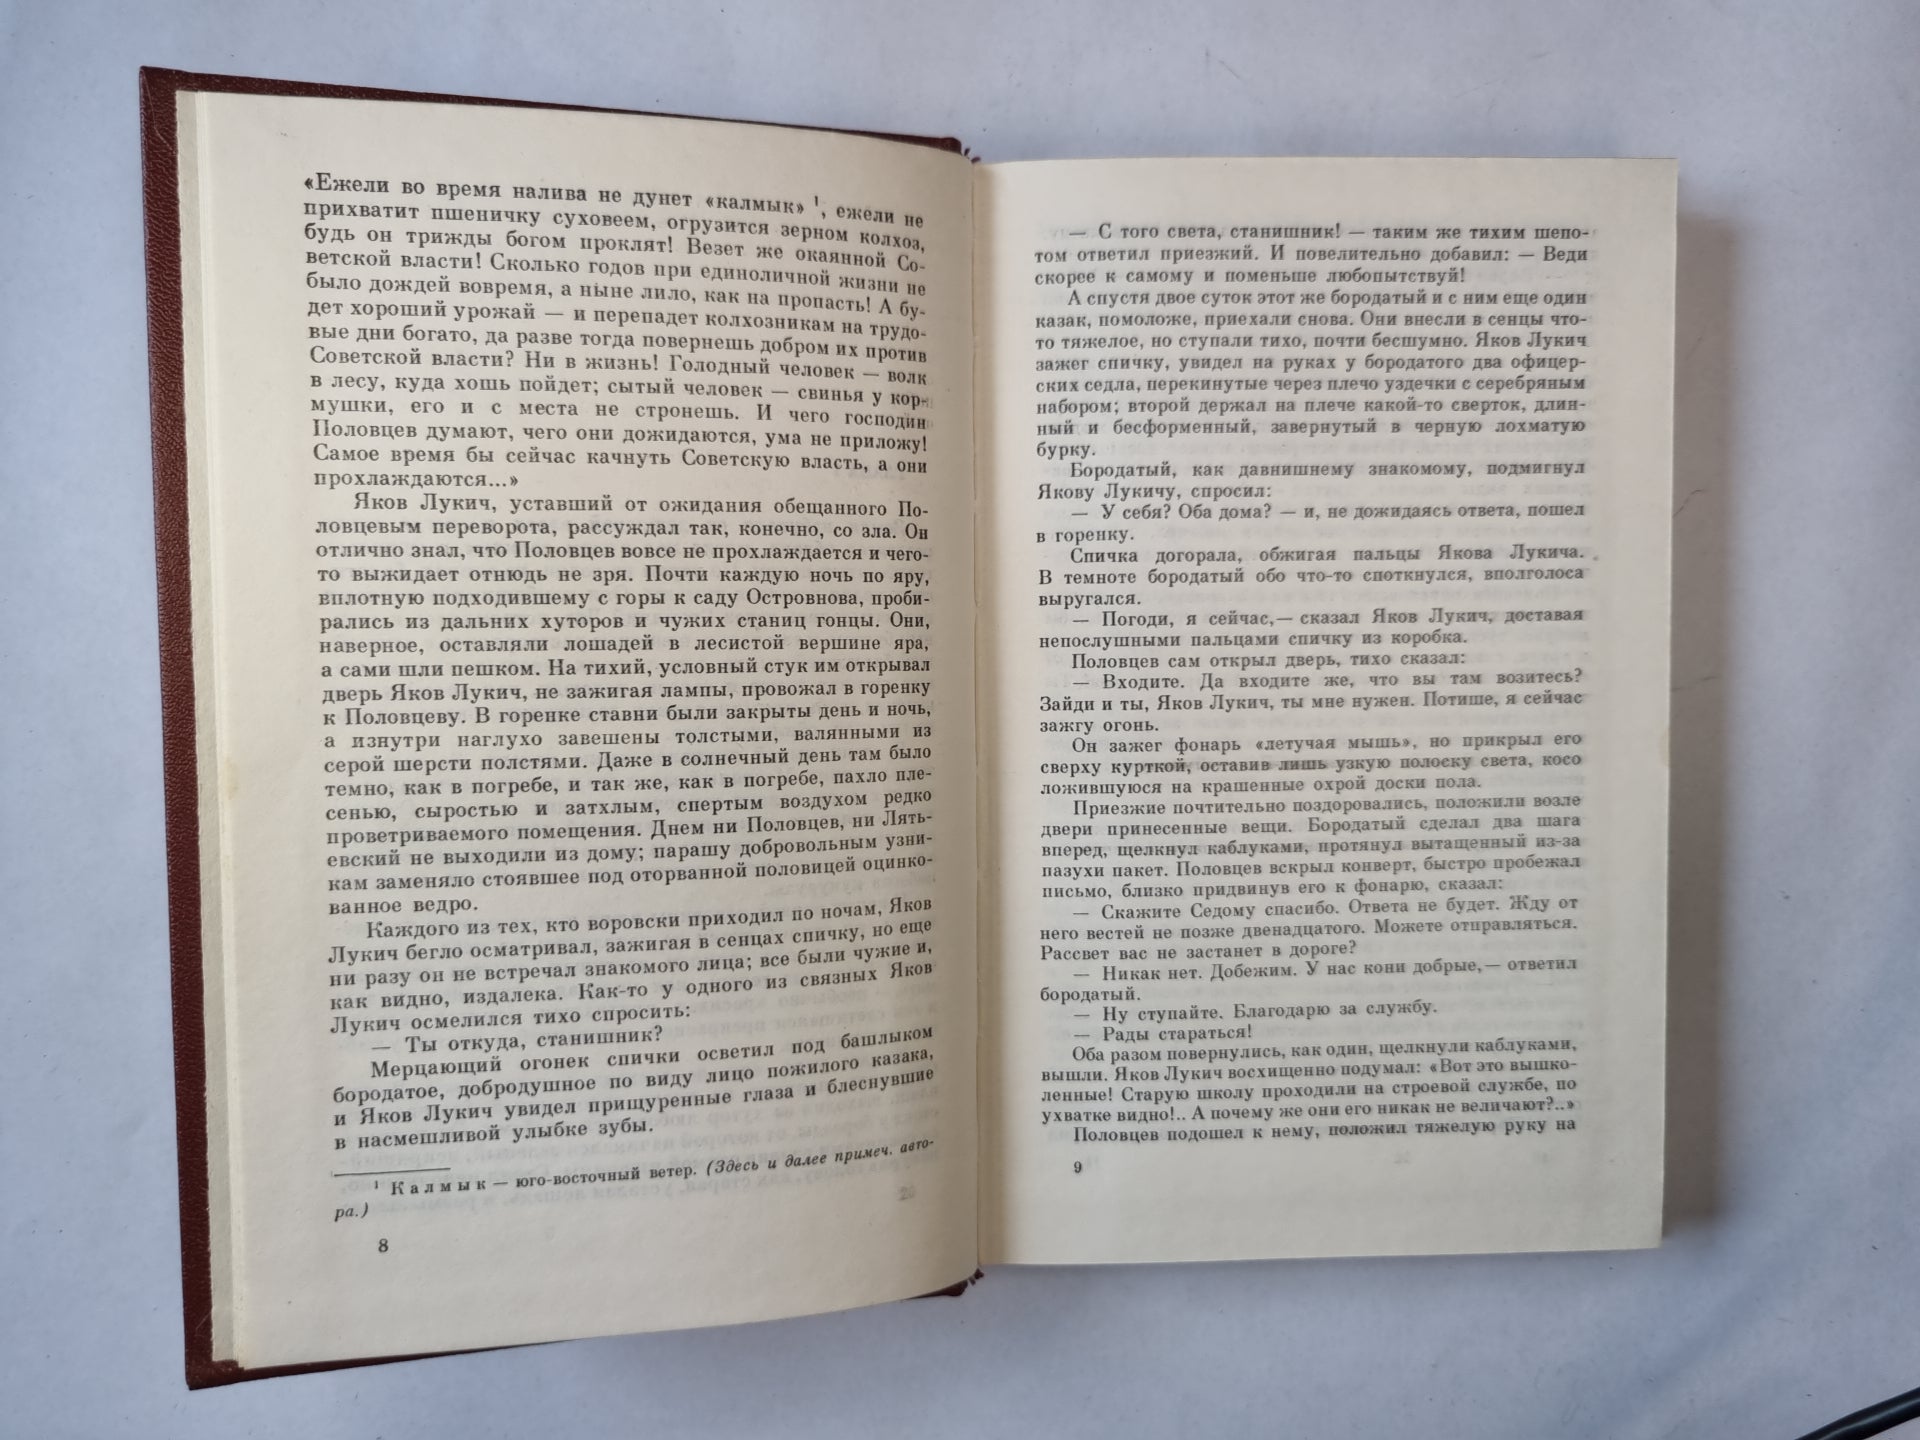 «Ежели во время налива не дунет «калмык» ¹, ежели не
прихватит пшеничку суховеем, огрузится зерном колхоз,
будь он трижды богом проклят! Везет же окаянной Со-
ветской власти! Сколько годов при единоличной жизни не
было дождей вовремя, а ныне лило, как на пропасть! А бу-
дет хороший урожай — и перепадет колхозникам на трудо-
вые дни богато, да разве тогда повернешь добром их против
Советской власти? Ни в жизнь! Голодный человек — волк
в лесу, куда хошь пойдет; сытый человек — свинья у кор-
мушки, его и с места не стронешь. И чего господин
Половцев думают, чего они дожидаются, ума не приложу!
Самое время бы сейчас качнуть Советскую власть, а они
прохлаждаются...»
Яков Лукич, уставший от ожидания обещанного По-
ловцевым переворота, рассуждал так, конечно, со зла. Он
отлично знал, что Половцев вовсе не прохлаждается и чего-
то выжидает отнюдь не зря. Почти каждую ночь по яру,
вплотную подходившему с горы к саду Островнова, проби-
рались из дальних хуторов и чужих станиц гонцы. Они,
наверное, оставляли лошадей в лесистой вершине яра,
а сами шли пешком. На тихий, условный стук им открывал
дверь Яков Лукич, не зажигая лампы, провожал в горенку
к Половцеву. В горенке ставни были закрыты день и ночь,
а изнутри наглухо завешены толстыми, валянными из
серой шерсти полстями. Даже в солнечный день там было
темно, как в погребе, и так же, как в погребе, пахло пле-
сенью, сыростью и затхлым, спертым воздухом редко
проветриваемого помещения. Днем ни Половцев, ни Лять-
евский не выходили из дому; парашу добровольным узни-
кам заменяло стоявшее под оторванной половицей оцинко-
ванное ведро.
Каждого из тех, кто воровски приходил по ночам, Яков
Лукич бегло осматривал, зажигая в сенцах спичку, но еще
ни разу он не встречал знакомого лица; все были чужие и,
как видно, издалека. Как-то у одного из связных Яков
Лукич осмелился тихо спросить:
— Ты откуда, станишник?
Мерцающий огонек спички осветил под башлыком
бородатое, добродушное по виду лицо пожилого казака,
и Яков Лукич увидел прищуренные глаза и блеснувшие
в насмешливой улыбке зубы.
¹ Калмык — юго-восточный ветер. (Здесь и далее примеч. авто-
ра.)
8
— С того света, станишник! — таким же тихим шепо-
том ответил приезжий. И повелительно добавил: — Веди
скорее к самому и поменьше любопытствуй!
А спустя двое суток этот же бородатый и с ним еще один
казак, помоложе, приехали снова. Они внесли в сенцы что-
то тяжелое, но ступали тихо, почти бесшумно. Яков Лукич
зажег спичку, увидел на руках у бородатого два офицер-
ских седла, перекинутые через плечо уздечки с серебряным
набором; второй держал на плече какой-то сверток, длин-
ный и бесформенный, завернутый в черную лохматую
бурку.
Бородатый, как давнишнему знакомому, подмигнул
Якову Лукичу, спросил:
— У себя? Оба дома? — и, не дожидаясь ответа, пошел
в горенку.
Спичка догорала, обжигая пальцы Якова Лукича.
В темноте бородатый обо что-то споткнулся, вполголоса
выругался.
— Погоди, я сейчас,— сказал Яков Лукич, доставая
непослушными пальцами спичку из коробка.
Половцев сам открыл дверь, тихо сказал:
— Входите. Да входите же, что вы там возитесь?
Зайди и ты, Яков Лукич, ты мне нужен. Потише, я сейчас
зажгу огонь.
Он зажег фонарь «летучая мышь», но прикрыл его
сверху курткой, оставив лишь узкую полоску света, косо
ложившуюся на крашенные охрой доски пола.
Приезжие почтительно поздоровались, положили возле
двери принесенные вещи. Бородатый сделал два шага
вперед, щелкнул каблуками, протянул вытащенный из-за
пазухи пакет. Половцев вскрыл конверт, быстро пробежал
письмо, близко придвинув его к фонарю, сказал:
— Скажите Седому спасибо. Ответа не будет. Жду от
него вестей не позже двенадцатого. Можете отправляться.
Рассвет вас не застанет в дороге?
— Никак нет. Добежим. У нас кони добрые,— ответил
бородатый.
— Ну ступайте. Благодарю за службу.
— Рады стараться!
Оба разом повернулись, как один, щелкнули каблуками,
вышли. Яков Лукич восхищенно подумал: «Вот это вышко-
ленные! Старую школу проходили на строевой службе, по
ухватке видно!.. А почему же они его никак не величают?..»
Половцев подошел к нему, положил тяжелую руку на
9